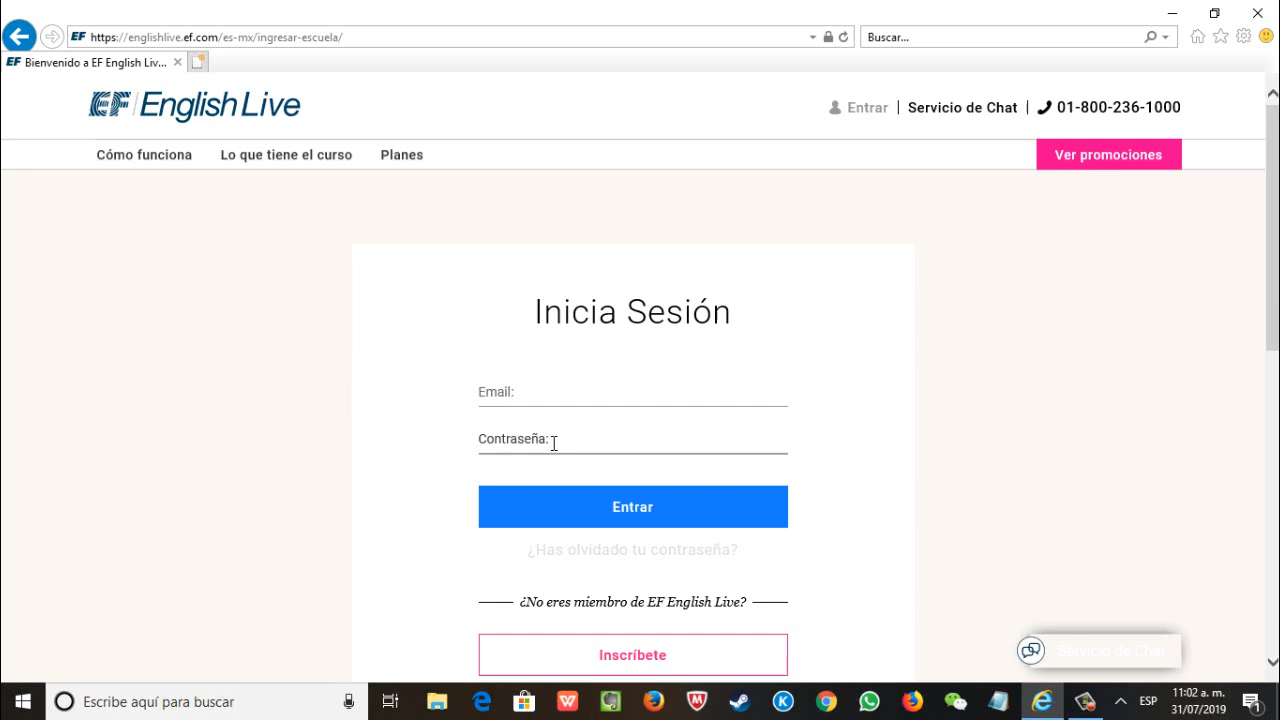 https://englishlive.ef.com/es-mx/ingresar-escuela/
Buscar...
EF Bienvenido a EF English Liv...
EF English Live
Entrar | Servicio de Chat | 01-800-236-1000
Cómo funciona
Lo que tiene el curso
Planes
Ver promociones
Inicia Sesión
Email:
Contraseña:
Entrar
¿Has olvidado tu contraseña?
¿No eres miembro de EF English Live?
Inscríbete
Servicio de Chat
Escribe aquí para buscar
ESP
11:02 a. m.
31/07/2019